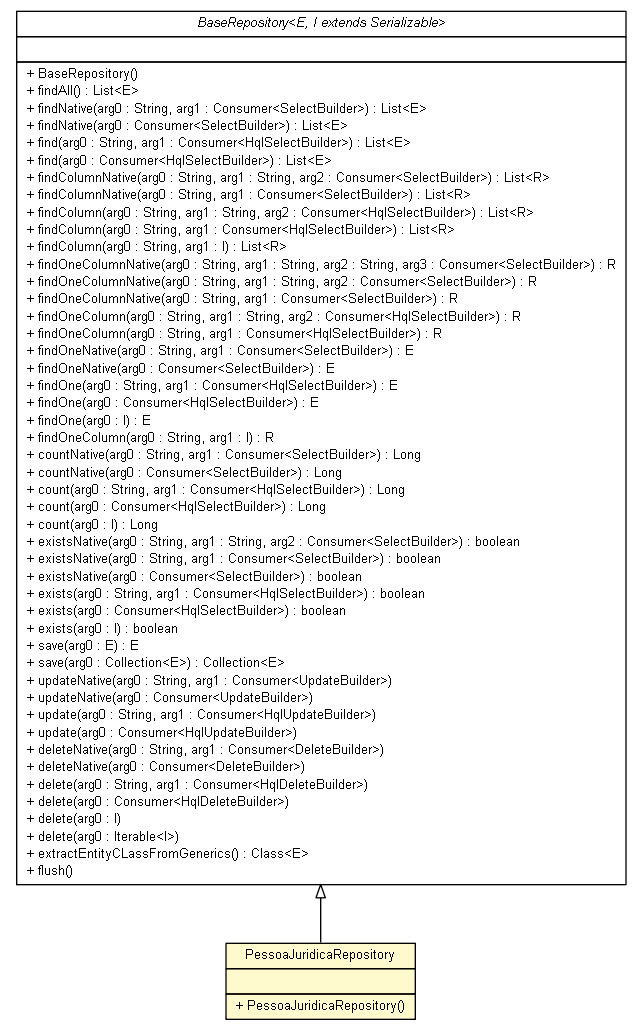 BaseRepository<E, I extends Serializable>
+ BaseRepository()
+ findAll() : List<E>
+ findNative(arg0 : String, arg1 : Consumer<SelectBuilder>) : List<E>
+ findNative(arg0 : Consumer<SelectBuilder>) : List<E>
+ find(arg0 : String, arg1 : Consumer<HqlSelectBuilder>) : List<E>
+ find(arg0 : Consumer<HqlSelectBuilder>) : List<E>
+ findColumnNative(arg0 : String, arg1 : String, arg2 : Consumer<SelectBuilder>) : List<R>
+ findColumnNative(arg0 : String, arg1 : Consumer<SelectBuilder>) : List<R>
+ findColumn(arg0 : String, arg1 : String, arg2 : Consumer<HqlSelectBuilder>) : List<R>
+ findColumn(arg0 : String, arg1 : Consumer<HqlSelectBuilder>) : List<R>
+ findColumn(arg0 : String, arg1 : I) : List<R>
+ findOneColumnNative(arg0 : String, arg1 : String, arg2 : String, arg3 : Consumer<SelectBuilder>) : R
+ findOneColumnNative(arg0 : String, arg1 : String, arg2 : Consumer<SelectBuilder>) : R
+ findOneColumnNative(arg0 : String, arg1 : Consumer<SelectBuilder>) : R
+ findOneColumn(arg0 : String, arg1 : String, arg2 : Consumer<HqlSelectBuilder>) : R
+ findOneColumn(arg0 : String, arg1 : Consumer<HqlSelectBuilder>) : R
+ findOneNative(arg0 : String, arg1 : Consumer<SelectBuilder>) : E
+ findOneNative(arg0 : Consumer<SelectBuilder>) : E
+ findOne(arg0 : String, arg1 : Consumer<HqlSelectBuilder>) : E
+ findOne(arg0 : Consumer<HqlSelectBuilder>) : E
+ findOne(arg0 : I) : E
+ findOneColumn(arg0 : String, arg1 : I) : R
+ countNative(arg0 : String, arg1 : Consumer<SelectBuilder>) : Long
+ countNative(arg0 : Consumer<SelectBuilder>) : Long
+ count(arg0 : String, arg1 : Consumer<HqlSelectBuilder>) : Long
+ count(arg0 : Consumer<HqlSelectBuilder>) : Long
+ count(arg0 : I) : Long
+ existsNative(arg0 : String, arg1 : String, arg2 : Consumer<SelectBuilder>) : boolean
+ existsNative(arg0 : String, arg1 : Consumer<SelectBuilder>) : boolean
+ existsNative(arg0 : Consumer<SelectBuilder>) : boolean
+ exists(arg0 : String, arg1 : Consumer<HqlSelectBuilder>) : boolean
+ exists(arg0 : Consumer<HqlSelectBuilder>) : boolean
+ exists(arg0 : I) : boolean
+ save(arg0 : E) : E
+ save(arg0 : Collection<E>) : Collection<E>
+ updateNative(arg0 : String, arg1 : Consumer<UpdateBuilder>)
+ updateNative(arg0 : Consumer<UpdateBuilder>)
+ update(arg0 : String, arg1 : Consumer<HqlUpdateBuilder>)
+ update(arg0 : Consumer<HqlUpdateBuilder>)
+ deleteNative(arg0 : String, arg1 : Consumer<DeleteBuilder>)
+ deleteNative(arg0 : Consumer<DeleteBuilder>)
+ delete(arg0 : String, arg1 : Consumer<HqlDeleteBuilder>)
+ delete(arg0 : Consumer<HqlDeleteBuilder>)
+ delete(arg0 : I)
+ delete(arg0 : Iterable<I>)
+ extractEntityCLassFromGenerics() : Class<E>
+ flush()
PessoaJuridicaRepository
+ PessoaJuridicaRepository()